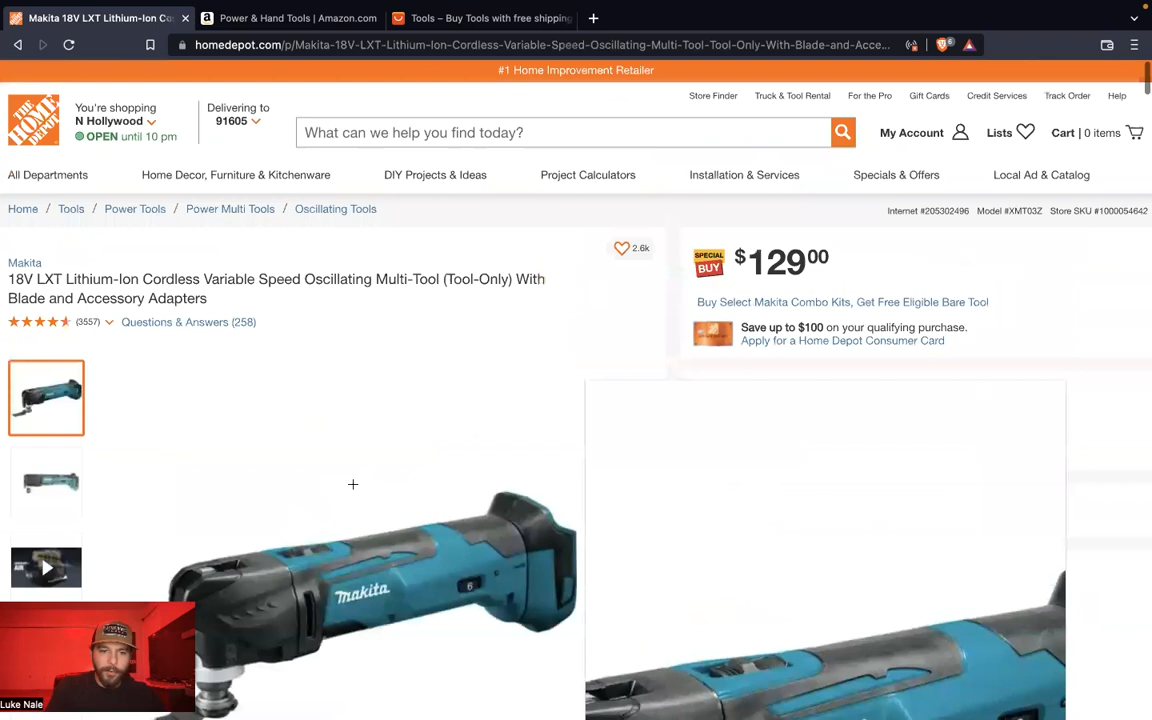 Makita 18V LXT Lithium-Ion Cordless Co
Power & Hand Tools | Amazon.com
Tools – Buy Tools with free shipping
homedepot.com/p/Makita-18V-LXT-Lithium-Ion-Cordless-Variable-Speed-Oscillating-Multi-Tool-Tool-Only-With-Blade-and-Acce...
6
#1 Home Improvement Retailer
Store Finder
Truck & Tool Rental
For the Pro
Gift Cards
Credit Services
Track Order
Help
THE HOME DEPOT
You're shopping
N Hollywood
OPEN until 10 pm
Delivering to
91605
What can we help you find today?
My Account
Lists
Cart | 0 items
All Departments
Home Decor, Furniture & Kitchenware
DIY Projects & Ideas
Project Calculators
Installation & Services
Specials & Offers
Local Ad & Catalog
Home / Tools / Power Tools / Power Multi Tools / Oscillating Tools
Internet #205302496 Model #XMT03Z Store SKU #1000054642
Makita
18V LXT Lithium-Ion Cordless Variable Speed Oscillating Multi-Tool (Tool-Only) With
Blade and Accessory Adapters
(3557)
Questions & Answers (258)
2.6k
SPECIAL
BUY
$129.00
Buy Select Makita Combo Kits, Get Free Eligible Bare Tool
Save up to $100 on your qualifying purchase.
Apply for a Home Depot Consumer Card
makita
6
Luke Nale